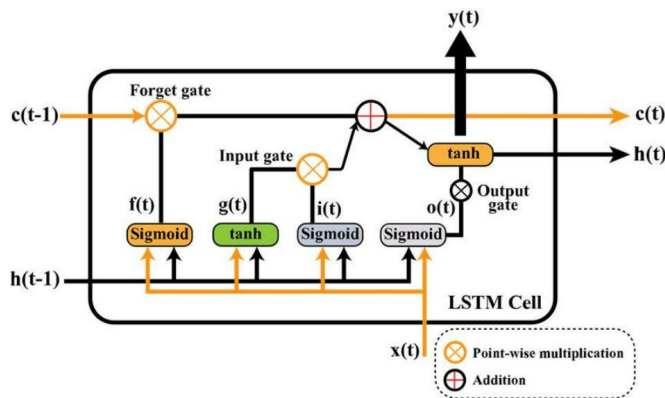 y(t)
Forget gate
c(t-1)
c(t)
Input gate
tanh
h(t)
Output
gate
f(t)
g(t)
i(t)
o(t)
Sigmoid
tanh
Sigmoid
Sigmoid
h(t-1)
LSTM Cell
x(t)
Point-wise multiplication
Addition